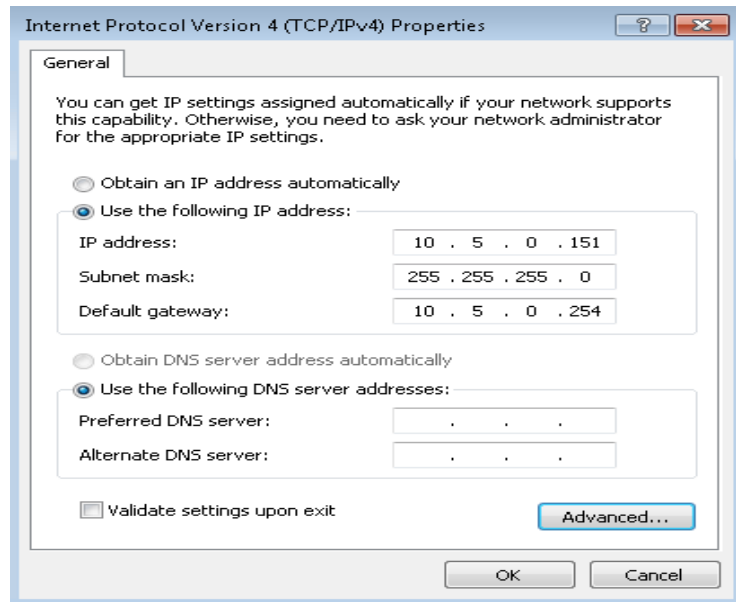 Internet Protocol Version 4 (TCP/IPv4) Properties
General
You can get IP settings assigned automatically if your network supports
this capability. Otherwise, you need to ask your network administrator
for the appropriate IP settings.
Obtain an IP address automatically
Use the following IP address:
IP address: 10 . 5 . 0 . 151
Subnet mask: 255 . 255 . 255 . 0
Default gateway: 10 . 5 . 0 . 254
Obtain DNS server address automatically
Use the following DNS server addresses:
Preferred DNS server: . . .
Alternate DNS server: . . .
Validate settings upon exit
Advanced...
OK Cancel